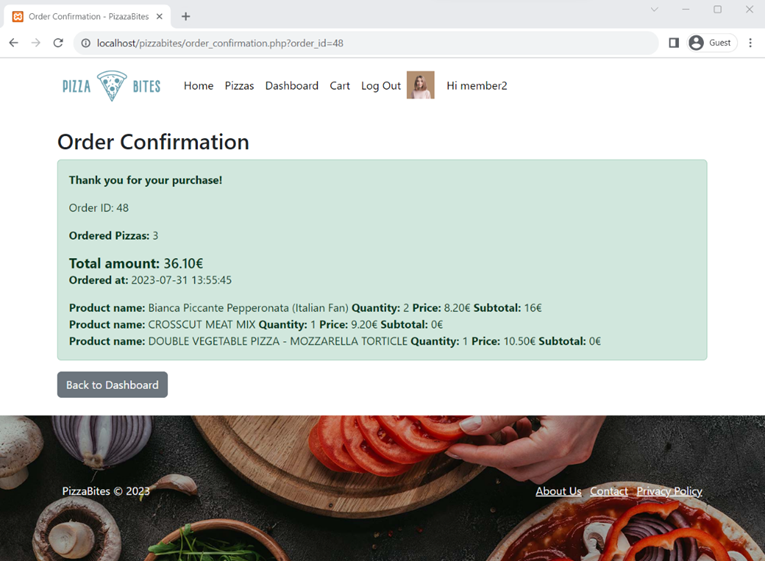 Order Confirmation - PizazaBites
localhost/pizzabites/order_confirmation.php?order_id=48
Guest
PIZZA BITES
Home Pizzas Dashboard Cart Log Out Hi member2
Order Confirmation
Thank you for your purchase!
Order ID: 48
Ordered Pizzas: 3
Total amount: 36.10€
Ordered at: 2023-07-31 13:55:45
Product name: Bianca Piccante Pepperonata (Italian Fan) Quantity: 2 Price: 8.20€ Subtotal: 16€
Product name: CROSSCUT MEAT MIX Quantity: 1 Price: 9.20€ Subtotal: 0€
Product name: DOUBLE VEGETABLE PIZZA - MOZZARELLA TORTICLE Quantity: 1 Price: 10.50€ Subtotal: 0€
Back to Dashboard
PizzaBites © 2023
About Us Contact Privacy Policy